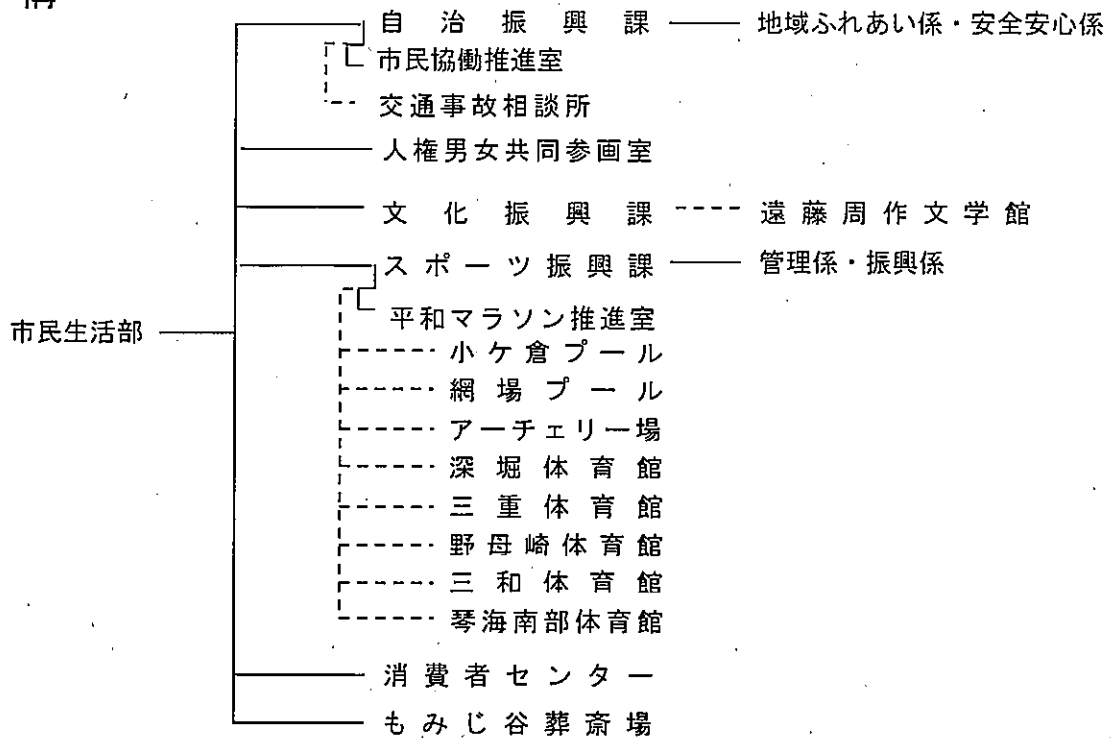 自治振興課 地域ふれあい係・安全安心係
市民協働推進室
交通事故相談所
人権男女共同参画室
文化振興課 遠藤周作文学館
スポーツ振興課 管理係・振興係
市民生活部 平和マラソン推進室
小ケ倉プール
網場プール
アーチェリー場
深堀体育館
三重体育館
野母崎体育館
三和体育館
琴海南部体育館
消費者センター
もみじ谷葬斎場